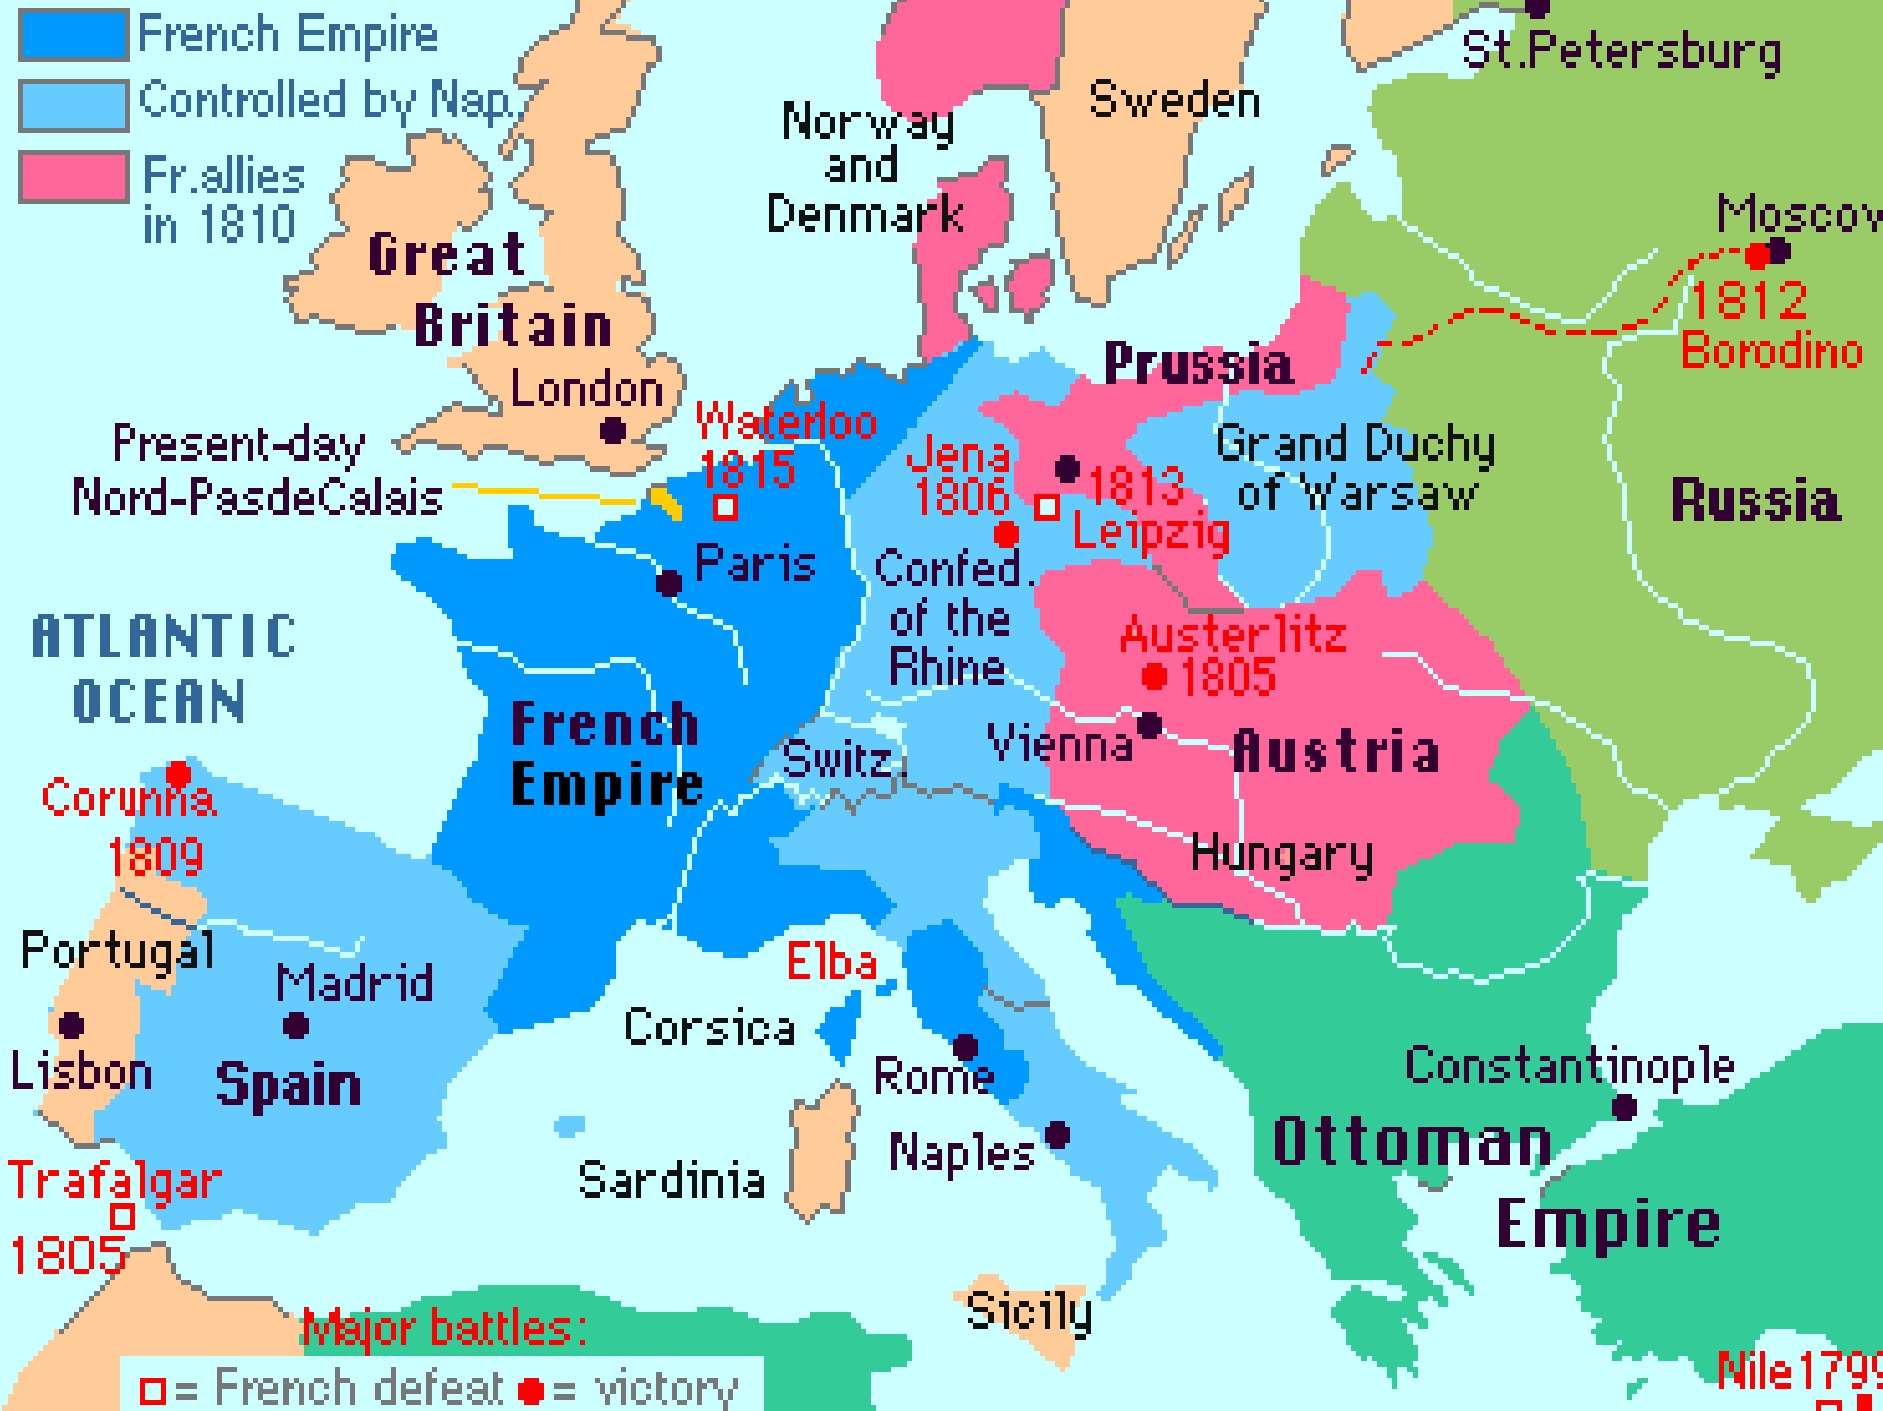 French Empire
Controlled by Nap.
Fr.allies
in 1810
St.Petersburg
Sweden
Norway
and
Denmark
Moscow
1812
Borodino
Great
Britain
London
Prussia
Present-day
Nord-PasdeCalais
Waterloo
1815
Jena
1806
1813
Leipzig
Grand Duchy
of Warsaw
Russia
Paris
Confed.
of the
Rhine
ATLANTIC
OCEAN
Austerlitz
1805
French
Empire
Switz.
Vienna
Austria
Corunna
1809
Hungary
Portugal
Madrid
Elba
Corsica
Lisbon
Spain
Rome
Constantinople
Naples
Sardinia
Ottoman
Empire
Trafalgar
1805
Sicily
Major battles:
= French defeat = victory
Nile1799